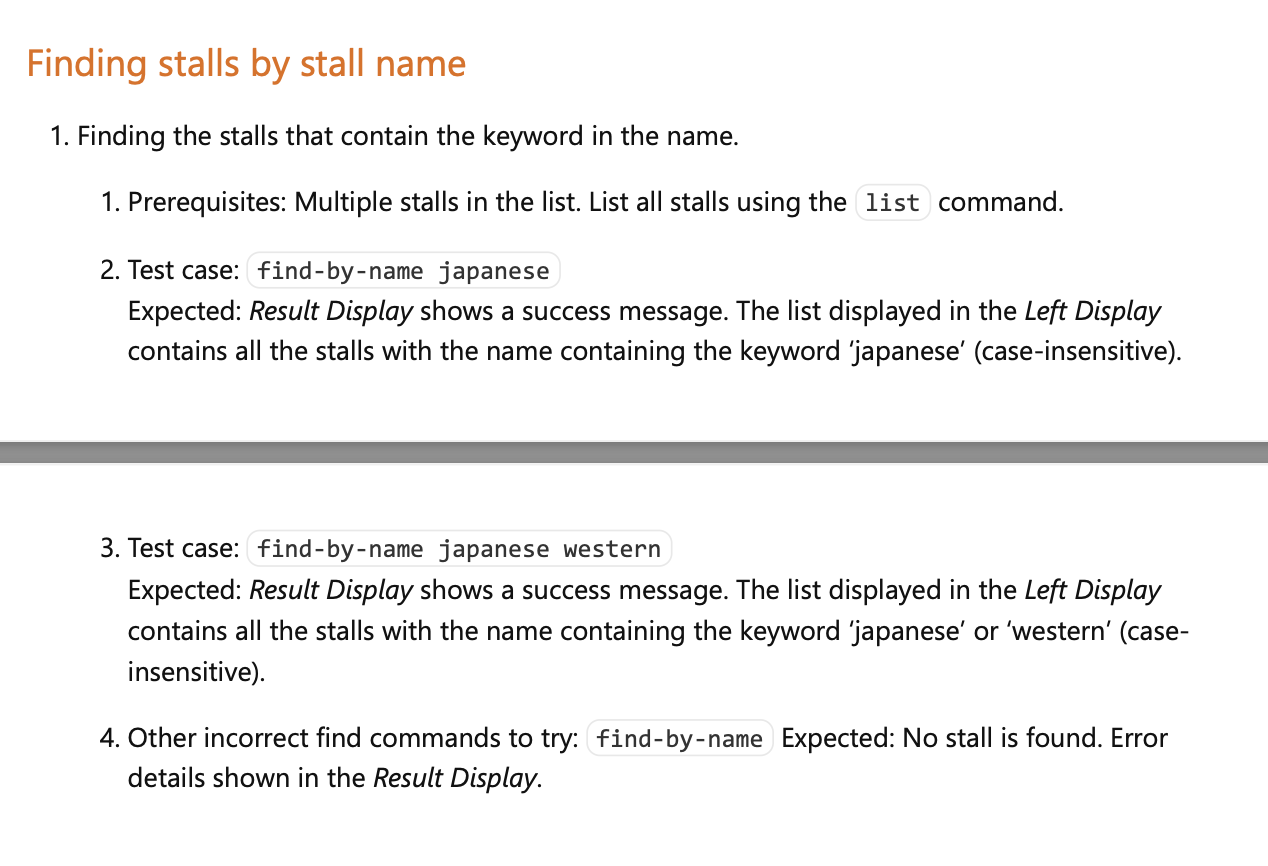 Finding stalls by stall name
1. Finding the stalls that contain the keyword in the name.
1. Prerequisites: Multiple stalls in the list. List all stalls using the list command.
2. Test case: find-by-name japanese
Expected: Result Display shows a success message. The list displayed in the Left Display
contains all the stalls with the name containing the keyword ‘japanese’ (case-insensitive).
3. Test case: find-by-name japanese western
Expected: Result Display shows a success message. The list displayed in the Left Display
contains all the stalls with the name containing the keyword ‘japanese’ or ‘western’ (case-
insensitive).
4. Other incorrect find commands to try: find-by-name Expected: No stall is found. Error
details shown in the Result Display.